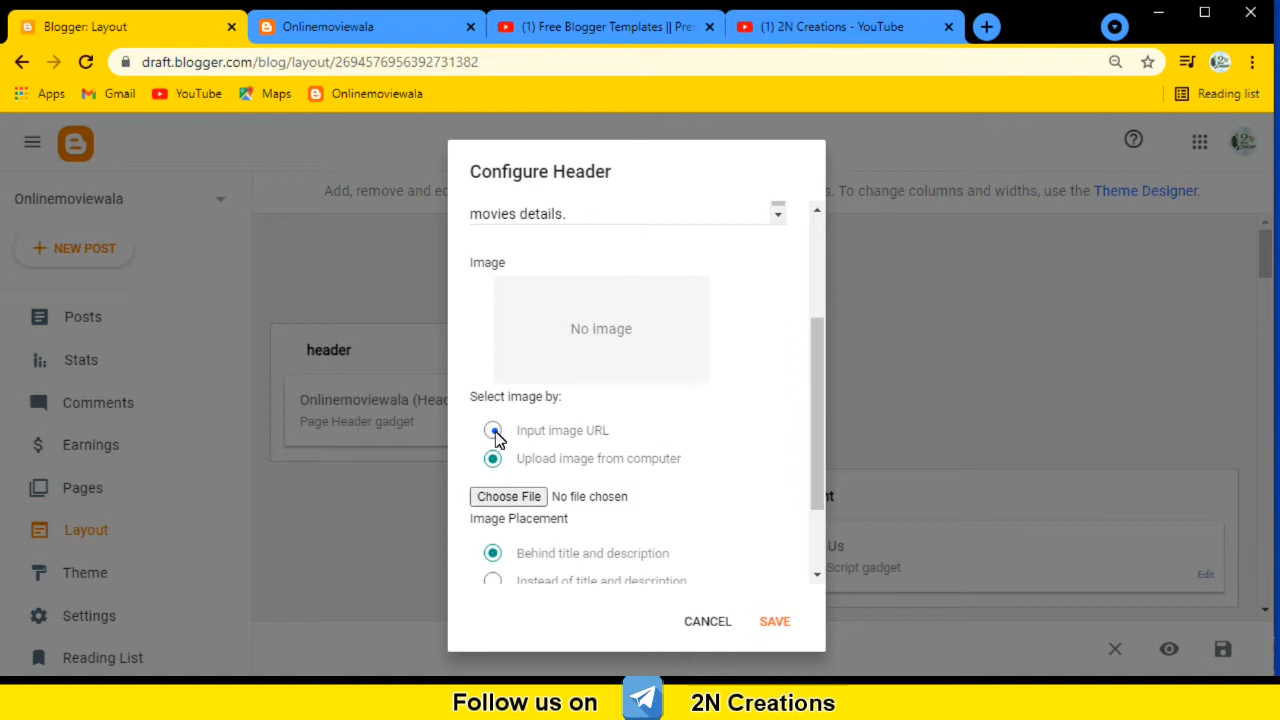 Blogger: Layout
Onlinemoviewala
(1) Free Blogger Templates || Pre
(1) 2N Creations - YouTube
draft.blogger.com/blog/layout/2694576956392731382
Apps
Gmail
YouTube
Maps
Onlinemoviewala
Reading list
Onlinemoviewala
Add, remove and e
. To change columns and widths, use the Theme Designer.
NEW POST
Posts
Stats
Comments
Earnings
Pages
Layout
Theme
Settings
Reading List
header
Onlinemoviewala (Head
Page Header gadget
Configure Header
movies details.
Image
No image
Select image by:
Input image URL
Upload image from computer
Choose File No file chosen
Image Placement
Behind title and description
Instead of title and description
CANCEL
SAVE
nt
Us
Script gadget
Edit
Follow us on
2N Creations